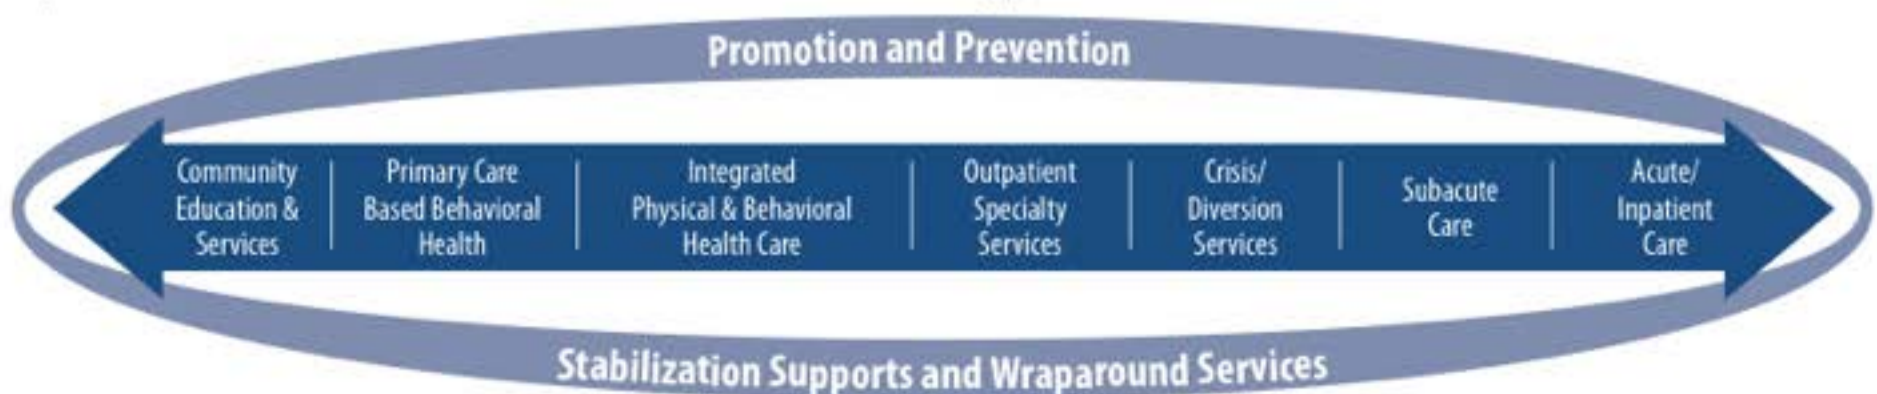 Promotion and Prevention
Community
Education &
Services
Primary Care
Based Behavioral
Health
Integrated
Physical & Behavioral
Health Care
Outpatient
Specialty
Services
Crisis/
Diversion
Services
Subacute
Care
Acute/
Inpatient
Care
Stabilization Supports and Wraparound Services